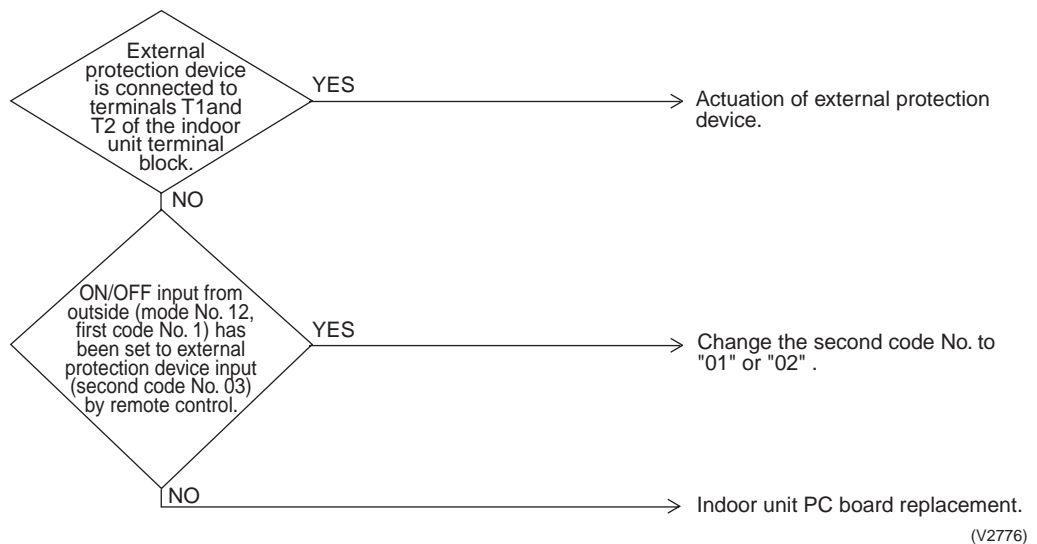 External
protection device
is connected to
terminals T1and
T2 of the indoor
unit terminal
block.
YES
Actuation of external protection
device.
NO
ON/OFF input from
outside (mode No. 12,
first code No. 1) has
been set to external
protection device input
(second code No. 03)
by remote control.
YES
Change the second code No. to
"01" or "02" .
NO
Indoor unit PC board replacement.
(V2776)